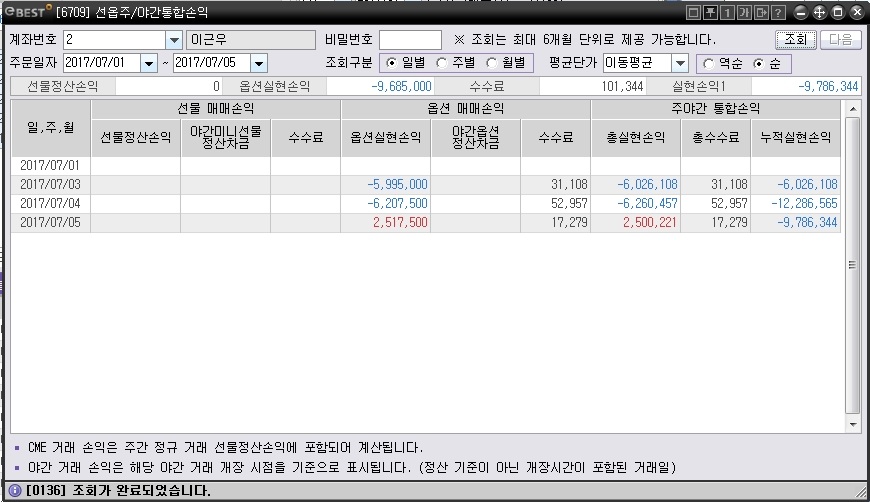 eBEST [6709] 선옵주/야간통합손익
계좌번호 2 이근우 비밀번호 ※ 조회는 최대 6개월 단위로 제공 가능합니다. 조회 다음
주문일자 2017/07/01 ~ 2017/07/05 조회구분 일별 주별 월별 평균단가 이동평균 역순 순
선물정산손익 0 옵션실현손익 -9,685,000 수수료 101,344 실현손익1 -9,786,344
일,주,월 선물 매매손익 옵션 매매손익 주야간 통합손익
선물정산손익 야간미니선물 정산차금 수수료 옵션실현손익 야간옵션 정산차금 수수료 총실현손익 총수수료 누적실현손익
2017/07/01
2017/07/03 -5,995,000 31,108 -6,026,108 31,108 -6,026,108
2017/07/04 -6,207,500 52,957 -6,260,457 52,957 -12,286,565
2017/07/05 2,517,500 17,279 2,500,221 17,279 -9,786,344
▪ CME 거래 손익은 주간 정규 거래 선물정산손익에 포함되어 계산됩니다.
▪ 야간 거래 손익은 해당 야간 거래 개장 시점을 기준으로 표시됩니다. (정산 기준이 아닌 개장시간이 포함된 거래일)
[0136] 조회가 완료되었습니다.